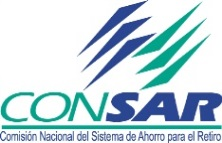 CONSAR
Comisión Nacional del Sistema de Ahorro para el Retiro